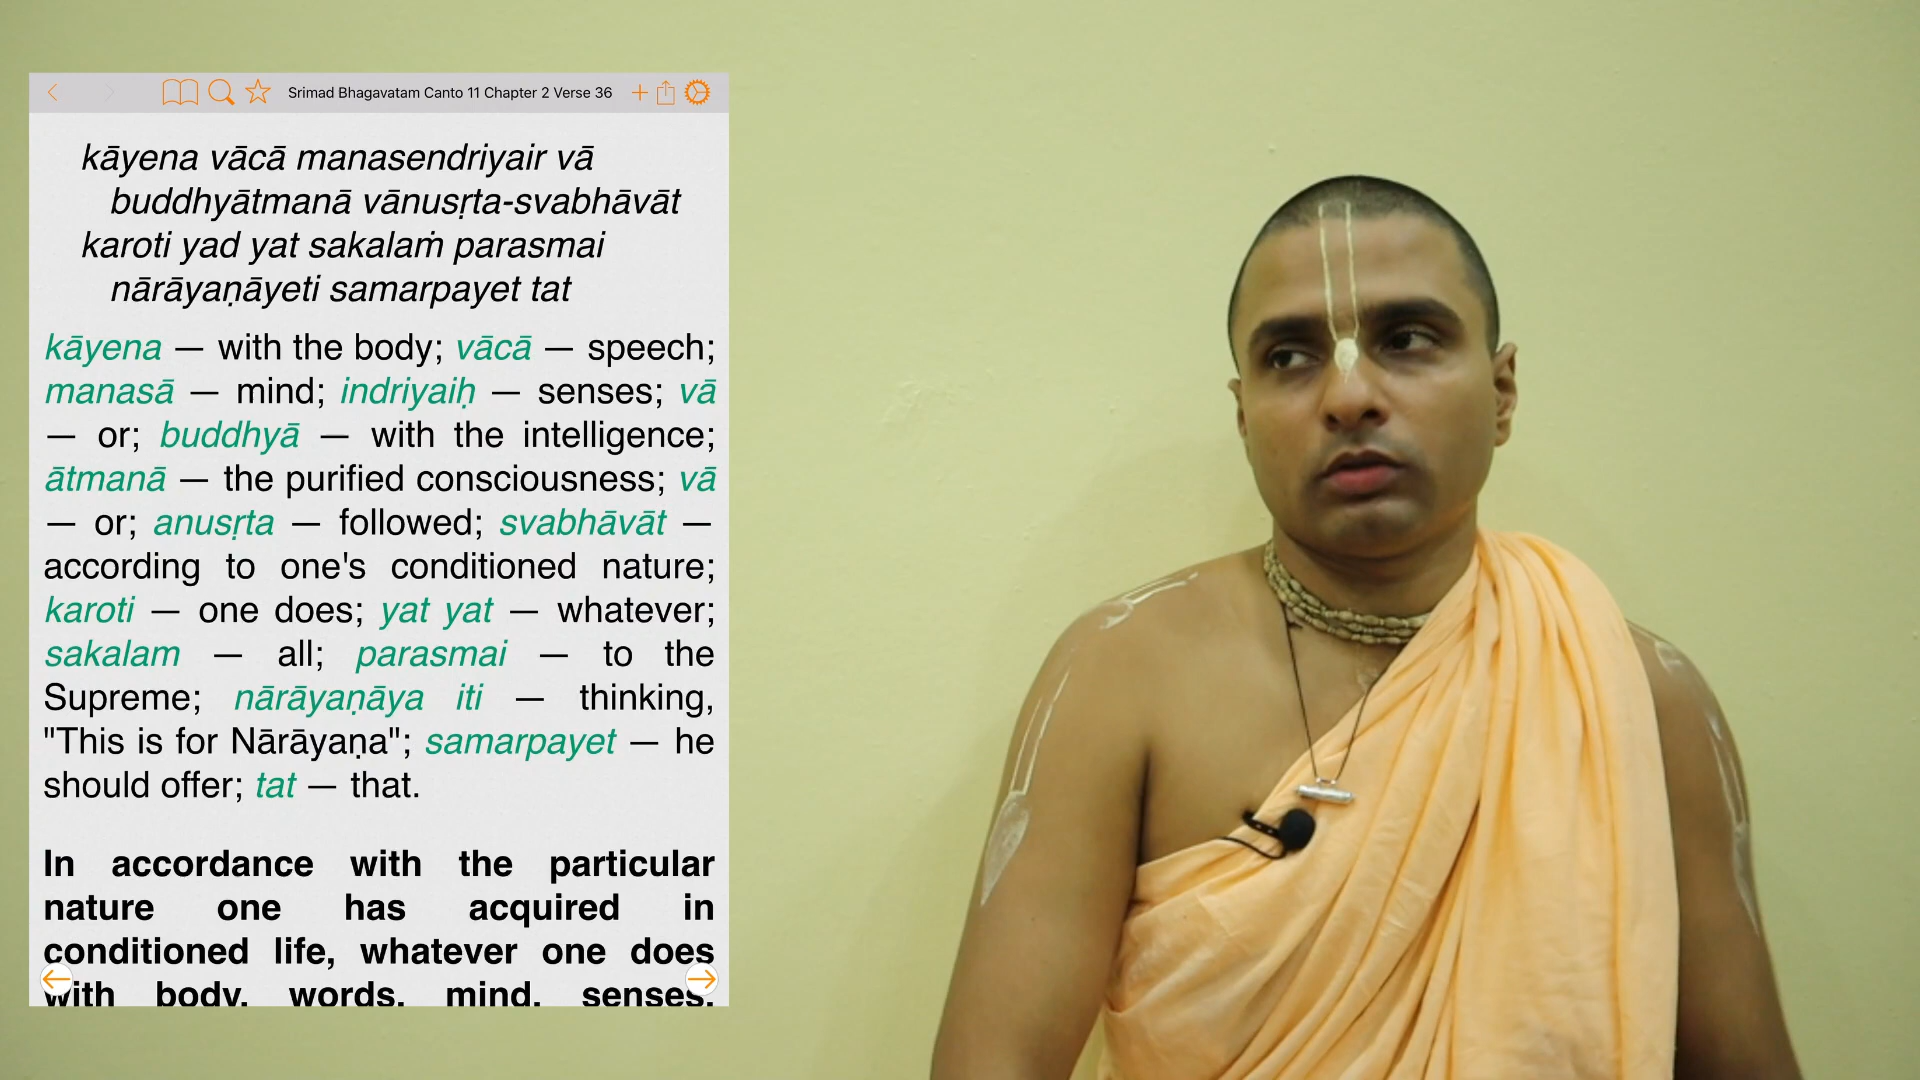 Srimad Bhagavatam Canto 11 Chapter 2 Verse 36
kāyena vācā manasendriyair vā
buddhyātmanā vānusṛta-svabhāvāt
karoti yad yat sakalaṁ parasmai
nārāyaṇāyeti samarpayet tat
kāyena — with the body; vācā — speech;
manasā — mind; indriyaiḥ — senses; vā
— or; buddhyā — with the intelligence;
ātmanā — the purified consciousness; vā
— or; anusṛta — followed; svabhāvāt —
according to one's conditioned nature;
karoti — one does; yat yat — whatever;
sakalam — all; parasmai — to the
Supreme; nārāyaṇāya iti — thinking,
"This is for Nārāyaṇa"; samarpayet — he
should offer; tat — that.
In accordance with the particular
nature one has acquired in
conditioned life, whatever one does
with body, words, mind, senses,